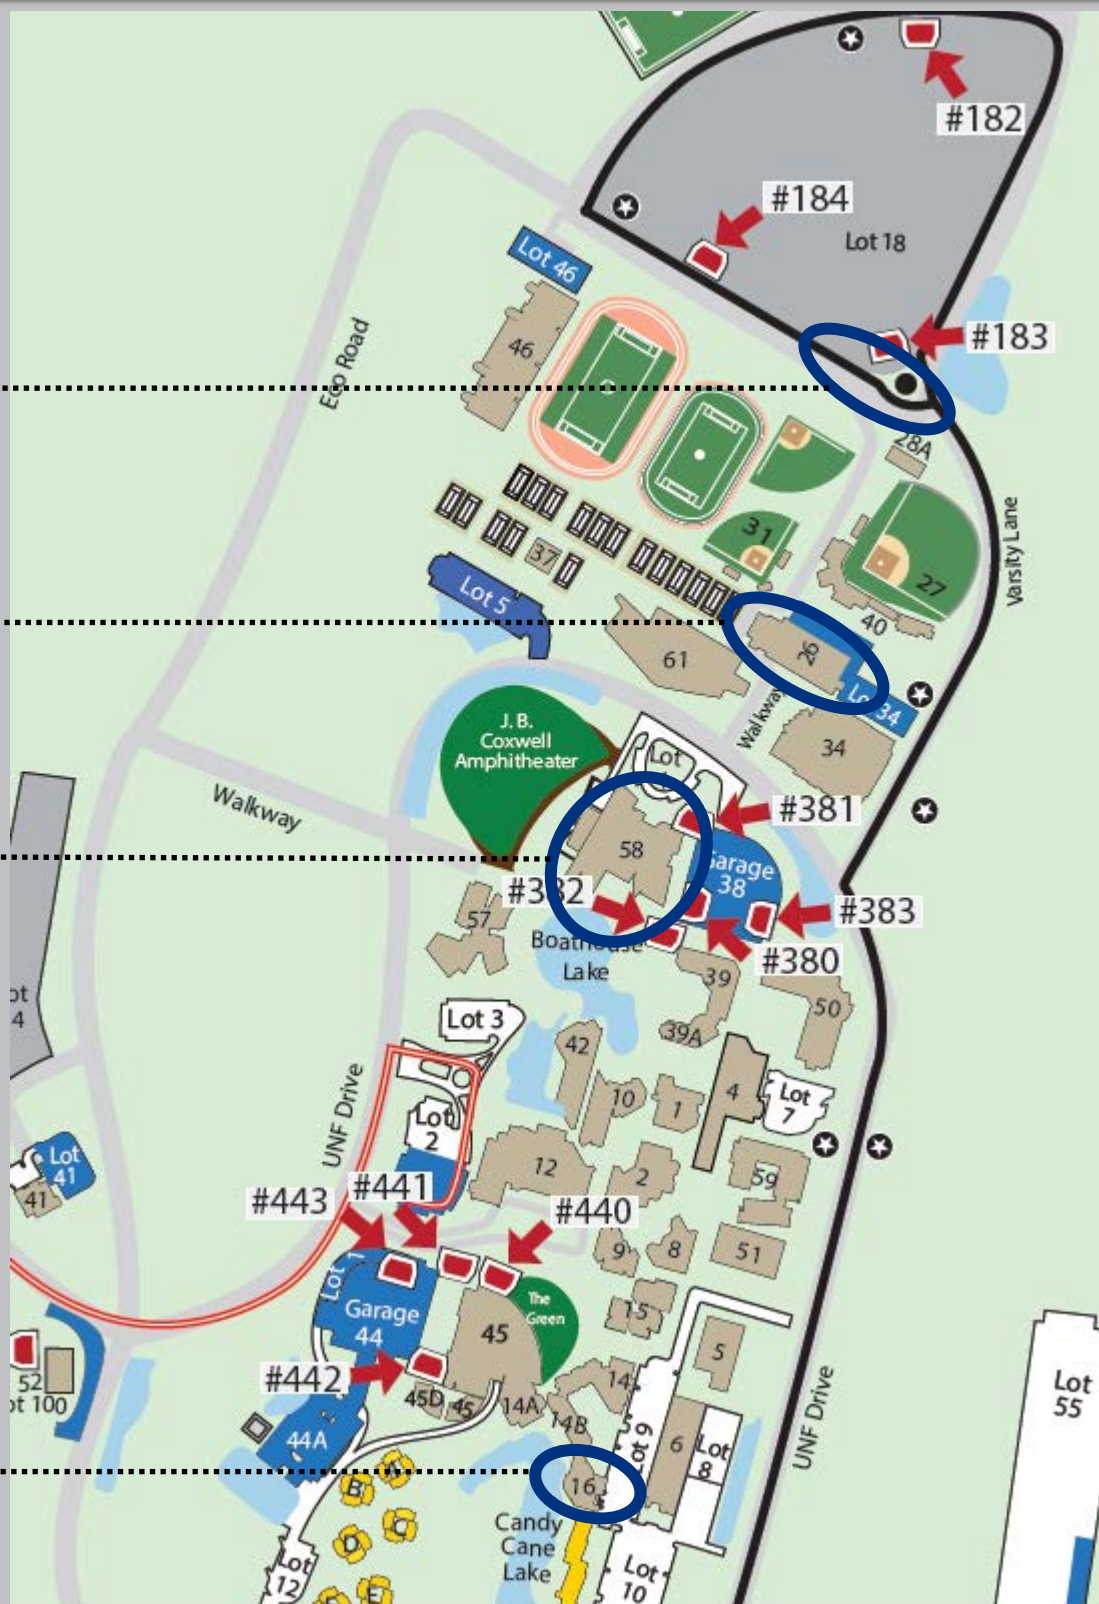 #182
#184
Lot 18
Lot 46
#183
46
Eco Road
28A
31
37
27
Varsity Lane
Lot 5
40
26
61
Lot 34
Walkway
34
J. B.
Coxwell
Amphitheater
Lot
Walkway
#381
58
Garage
38
#382
#383
57
Boathouse
Lake
#380
39
50
ot
4
Lot 3
39A
42
4
Lot
7
10
1
UNF Drive
Lot
2
12
2
59
Lot
41
41
#443
#441
#440
9
8
51
Lot 1
The
Green
Garage
44
15
45
5
52
ot 100
#442
14
Lot
55
45D
45
14A
14B
UNF Drive
44A
Lot 9
6
Lot
8
A
B
16
C
Candy
Cane
Lake
D
Lot
12
Lot
10
E